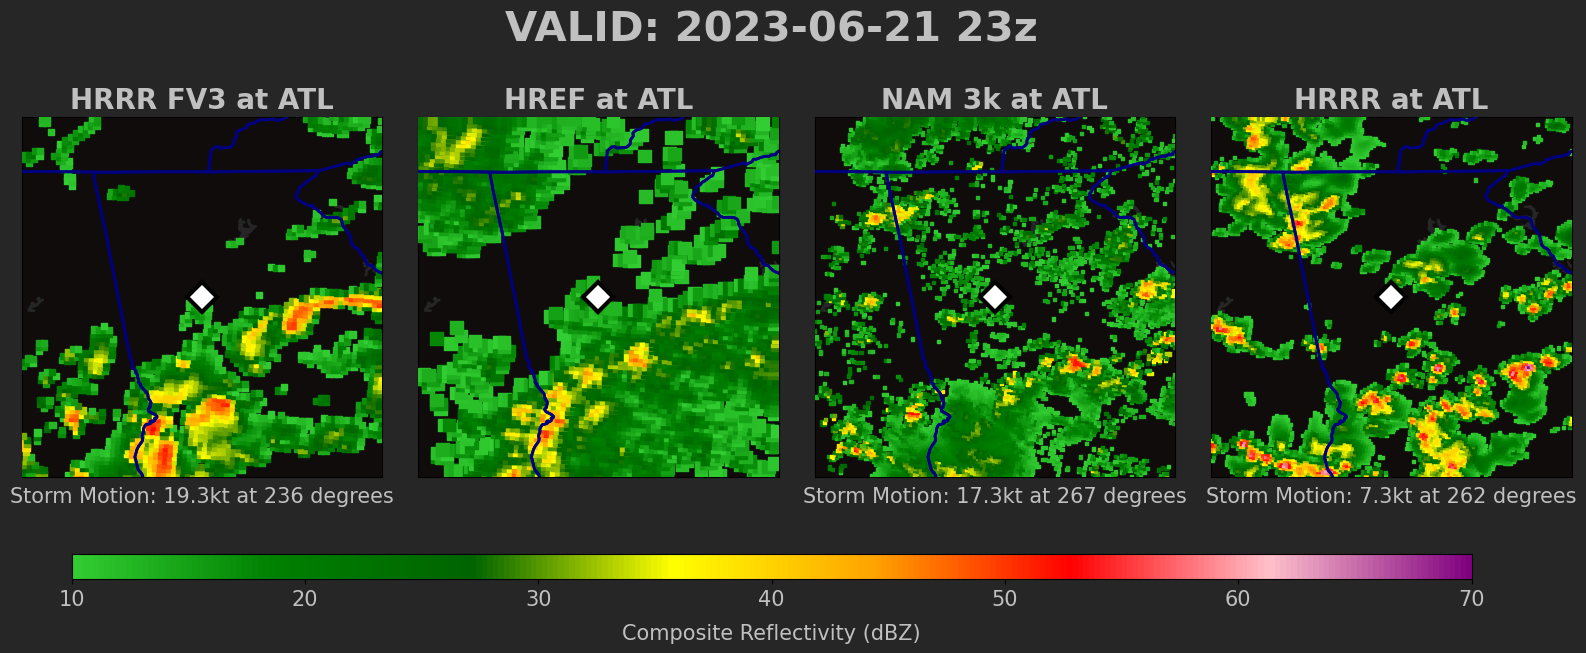 VALID: 2023-06-21 23z
HRRR FV3 at ATL
HREF at ATL
NAM 3k at ATL
HRRR at ATL
Storm Motion: 19.3kt at 236 degrees
Storm Motion: 17.3kt at 267 degrees
Storm Motion: 7.3kt at 262 degrees
10 20 30 40 50 60 70
Composite Reflectivity (dBZ)